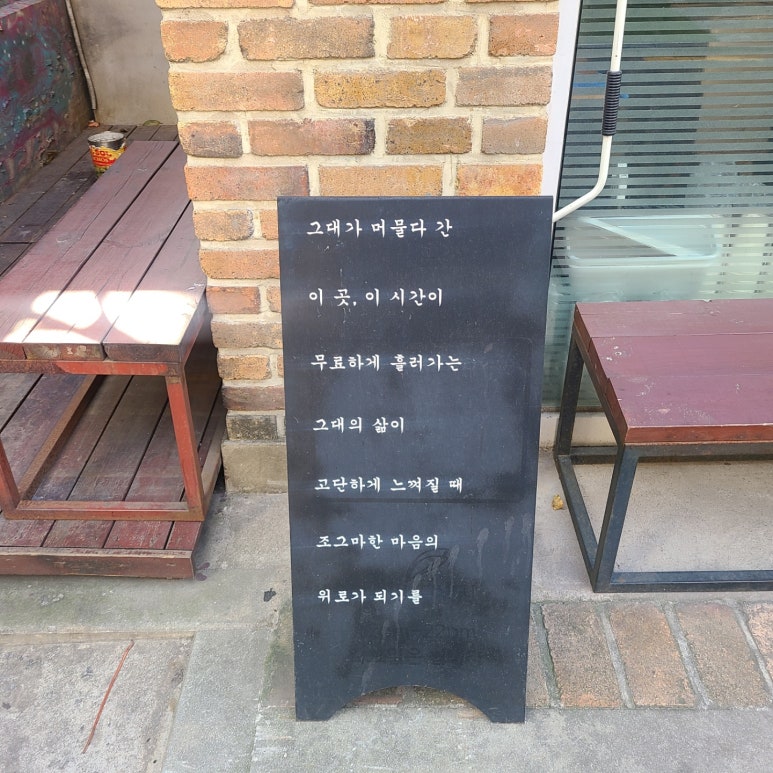 그대가 머물다 간
이 곳, 이 시간이
무료하게 흘러가는
그대의 삶이
고단하게 느껴질 때
조그마한 마음의
위로가 되기를